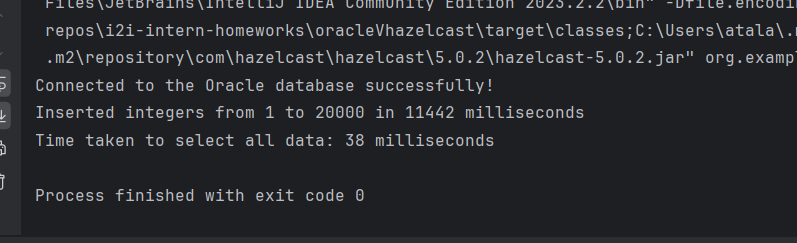 Files\JetBrains\IntelliJ IDEA Community Edition 2023.2.2\bin" -Dfile.encodin
repos\i2i-intern-homeworks\oracleVhazelcast\target\classes;C:\Users\atala\.
.m2\repository\com\hazelcast\hazelcast\5.0.2\hazelcast-5.0.2.jar" org.examp
Connected to the Oracle database successfully!
Inserted integers from 1 to 20000 in 11442 milliseconds
Time taken to select all data: 38 milliseconds
Process finished with exit code 0